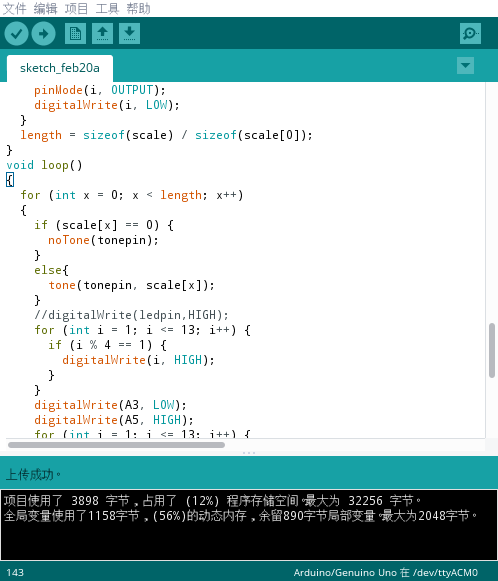 文件 编辑 项目 工具 帮助
sketch_feb20a
pinMode(i, OUTPUT);
digitalWrite(i, LOW);
}
length = sizeof(scale) / sizeof(scale[0]);
}
void loop()
{
for (int x = 0; x < length; x++)
{
if (scale[x] == 0) {
noTone(tonepin);
}
else{
tone(tonepin, scale[x]);
}
//digitalWrite(ledpin,HIGH);
for (int i = 1; i <= 13; i++) {
if (i % 4 == 1) {
digitalWrite(i, HIGH);
}
}
digitalWrite(A3, LOW);
digitalWrite(A5, HIGH);
for (int i = 1; i <= 13; i++) {
上传成功。
项目使用了 3898 字节，占用了 (12%) 程序存储空间。最大为 32256 字节。
全局变量使用了1158字节，(56%)的动态内存，余留890字节局部变量。最大为2048字节。
143
Arduino/Genuino Uno 在 /dev/ttyACM0